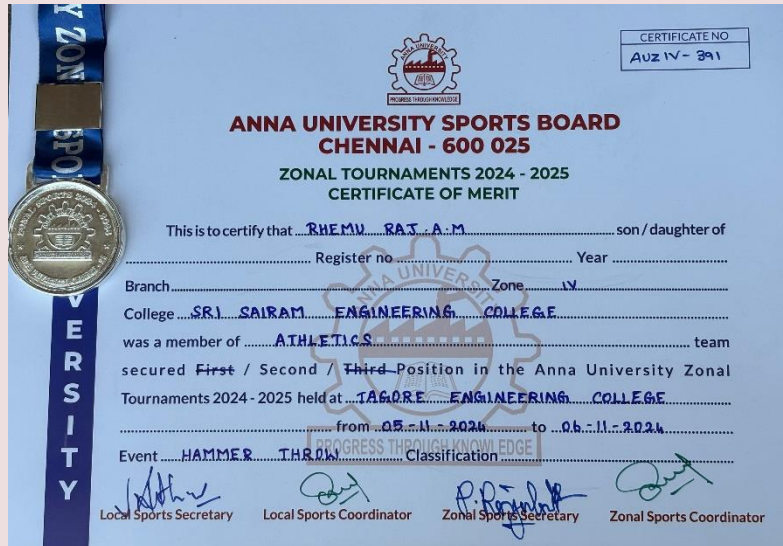 CERTIFICATE NO
AUZ IV - 391
PROGRESS THROUGH KNOWLEDGE
ANNA UNIVERSITY SPORTS BOARD
CHENNAI - 600 025
ZONAL TOURNAMENTS 2024 - 2025
CERTIFICATE OF MERIT
This is to certify that RHEMU RAJ.A.M son / daughter of
Register no Year
Branch Zone IV
College SRI SAIRAM ENGINEERING COLLEGE
was a member of ATHLETICS team
secured First / Second / Third Position in the Anna University Zonal
Tournaments 2024 - 2025 held at TAGORE ENGINEERING COLLEGE
from 05-11-2024 to 06-11-2024
PROGRESS THROUGH KNOWLEDGE
Event HAMMER THROW Classification
Local Sports Secretary Local Sports Coordinator Zonal Sports Secretary Zonal Sports Coordinator
VERSITY